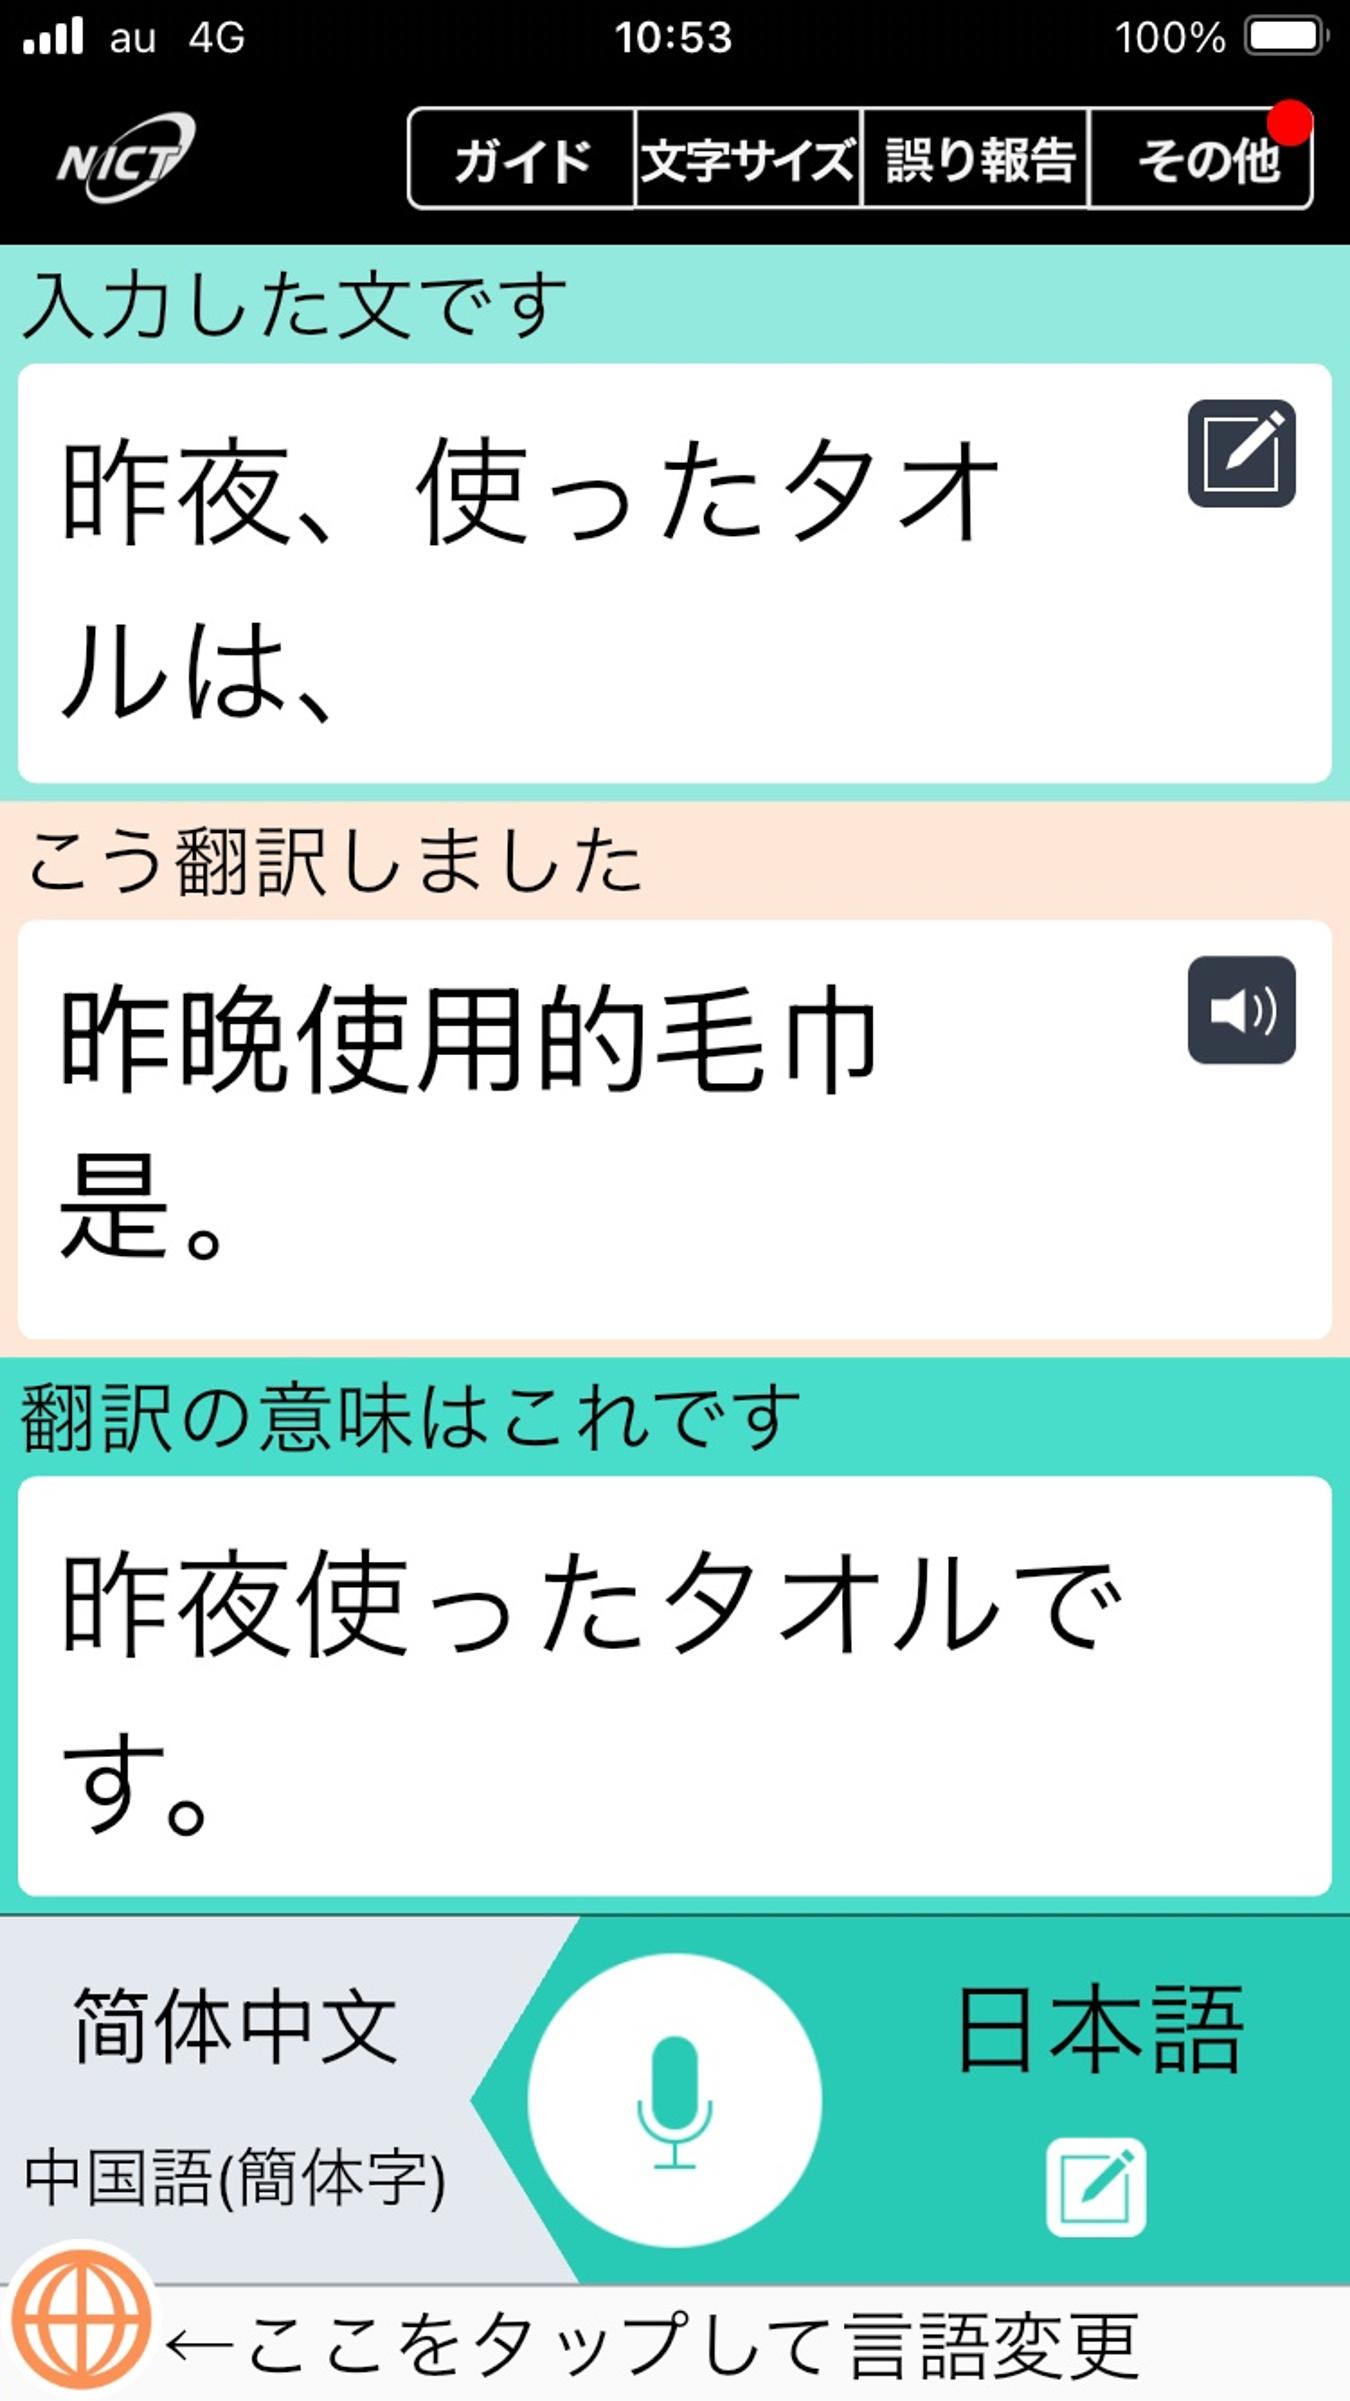 au 4G 10:53 100%
NICT ガイド 文字サイズ 誤り報告 その他
入力した文です
昨夜、使ったタオ
ルは、
こう翻訳しました
昨晚使用的毛巾
是。
翻訳の意味はこれです
昨夜使ったタオルで
す。
简体中文
日本語
中国語(簡体字)
←ここをタップして言語変更